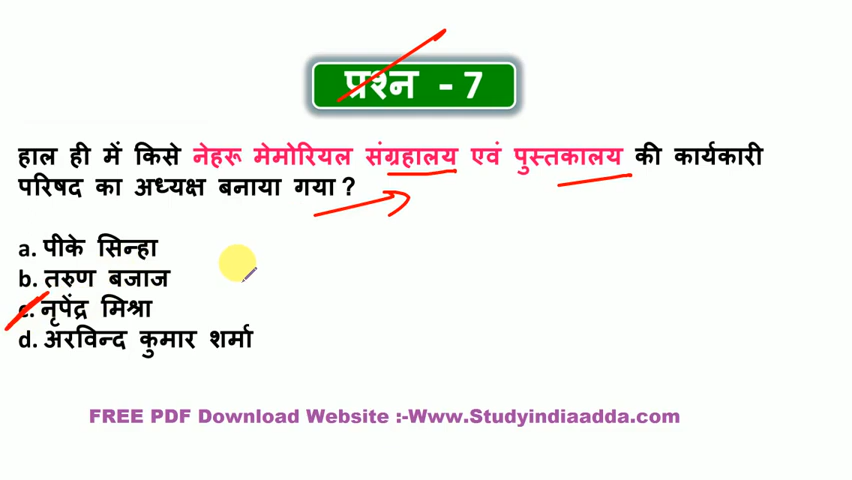 प्रश्न - 7
हाल ही में किसे नेहरू मेमोरियल संग्रहालय एवं पुस्तकालय की कार्यकारी
परिषद का अध्यक्ष बनाया गया ?
a. पीके सिन्हा
b. तरुण बजाज
c. नृपेंद्र मिश्रा
d. अरविन्द कुमार शर्मा
FREE PDF Download Website :-Www.Studyindiaadda.com